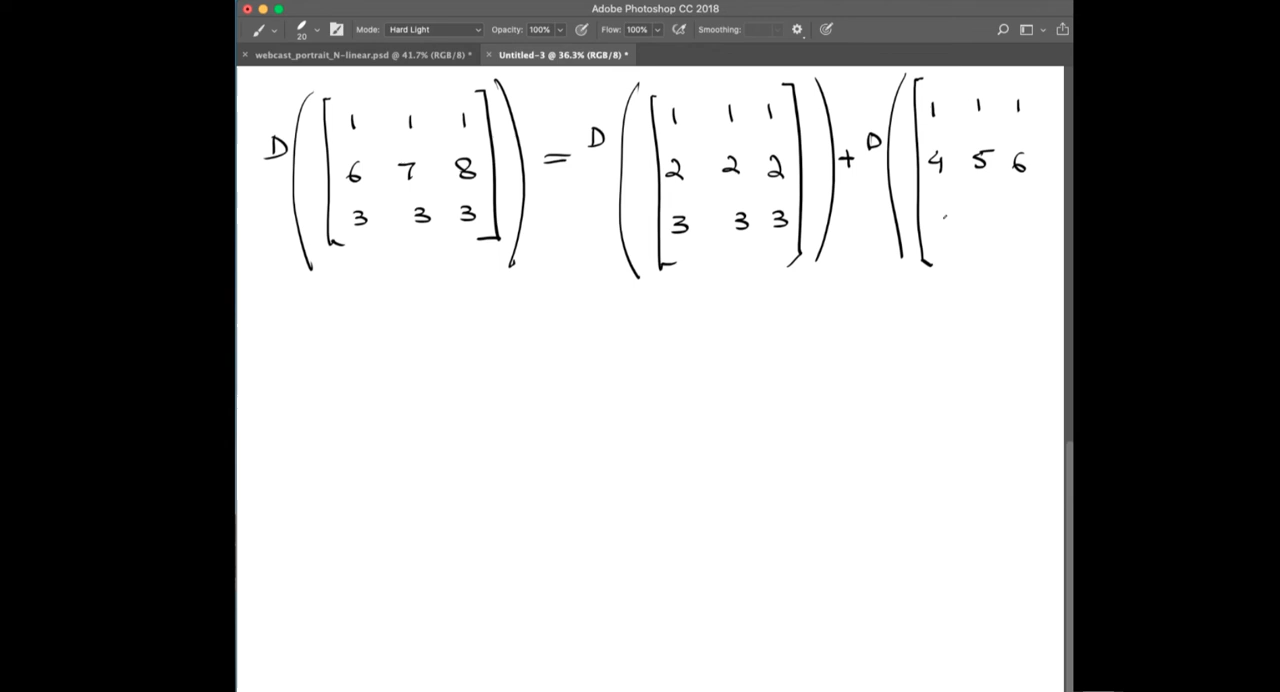 Adobe Photoshop CC 2018
20 Mode: Hard Light Opacity: 100% Flow: 100% Smoothing:
× webcast_portrait_N-linear.psd @ 41.7% (RGB/8) * × Untitled-3 @ 36.3% (RGB/8) *
1 1 1 1 1 1 1 1 1
D = D + D
6 7 8 2 2 2 4 5 6
3 3 3 3 3 3